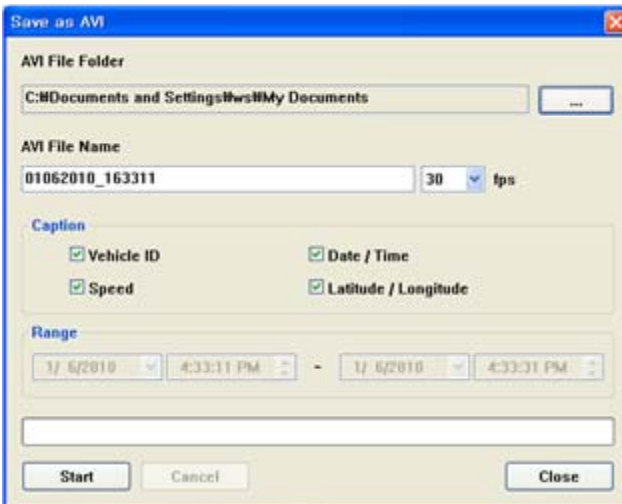 Save as AVI
AVI File Folder
C:₩Documents and Settings₩ws₩My Documents
...
AVI File Name
01062010_163311
30
fps
Caption
Vehicle ID
Date / Time
Speed
Latitude / Longitude
Range
1/ 6/2010
4:33:11 PM
-
1/ 6/2010
4:33:31 PM
Start
Cancel
Close